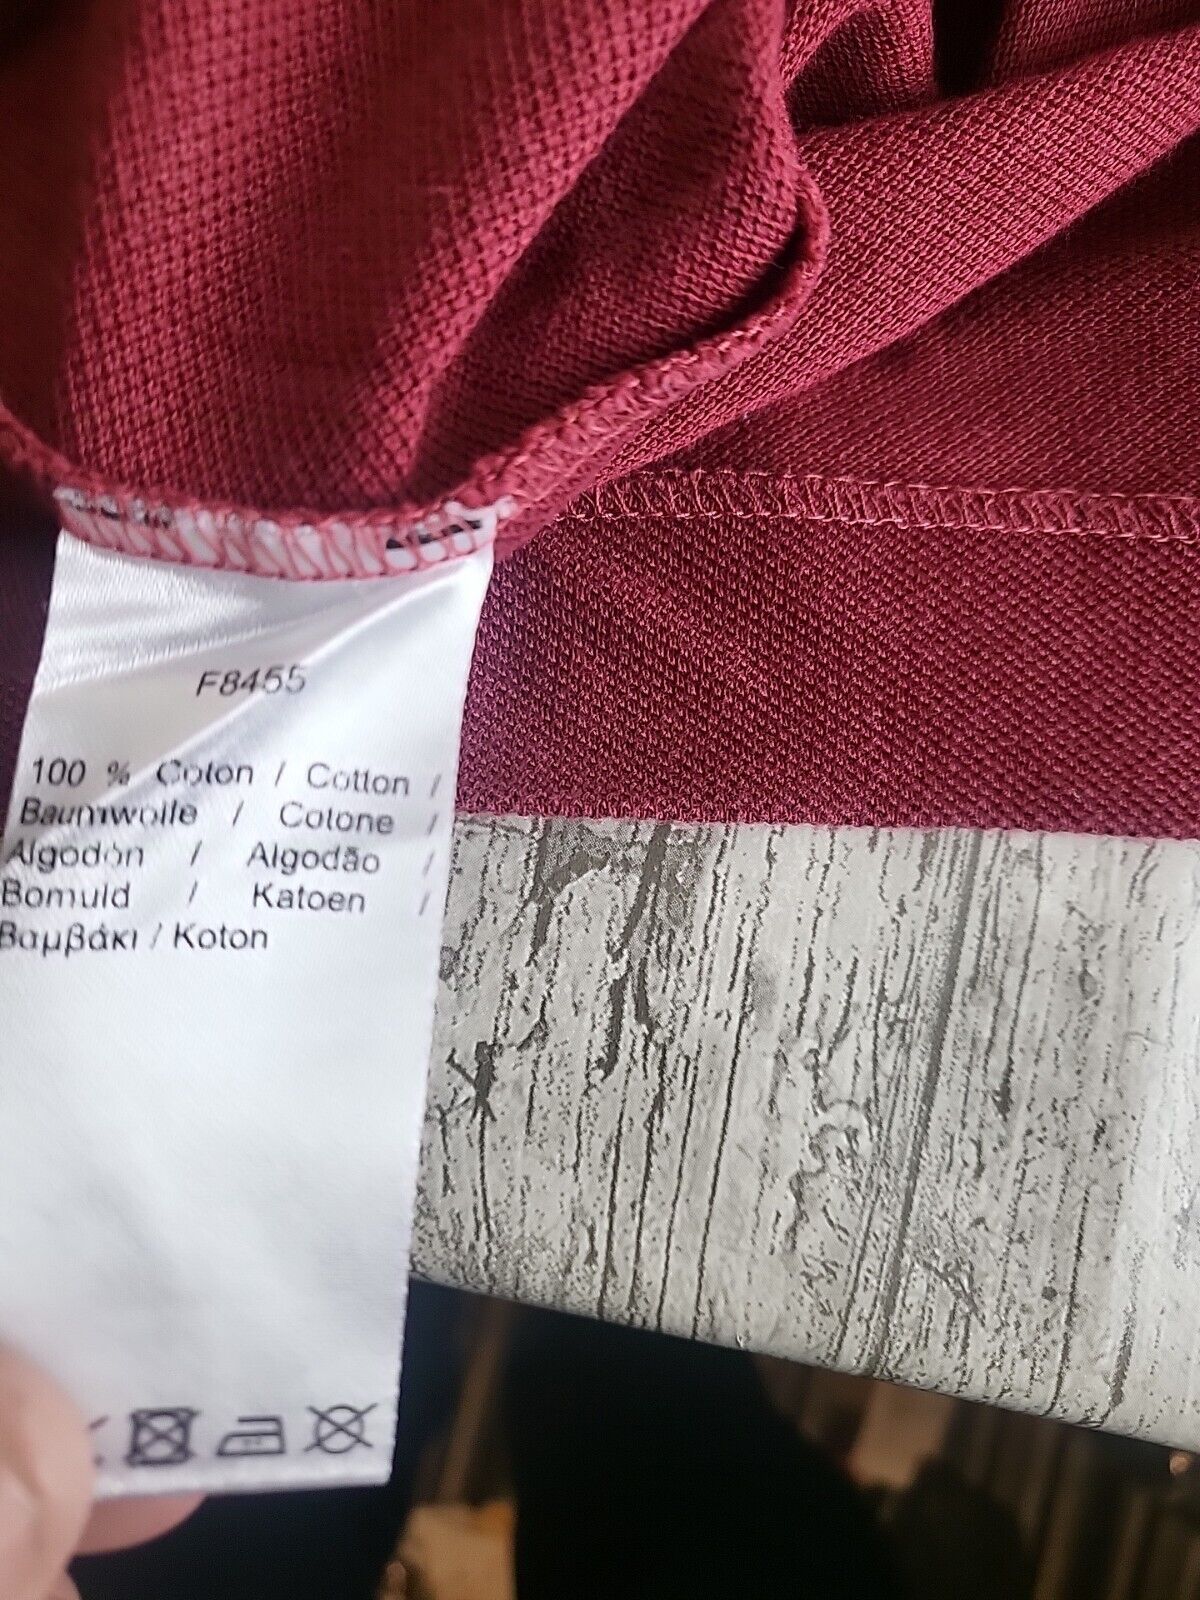 F8455
100 % Coton / Cotton /
Baumwolle / Cotone /
Algodón / Algodão /
Bomuld / Katoen /
Βαμβάκι / Koton